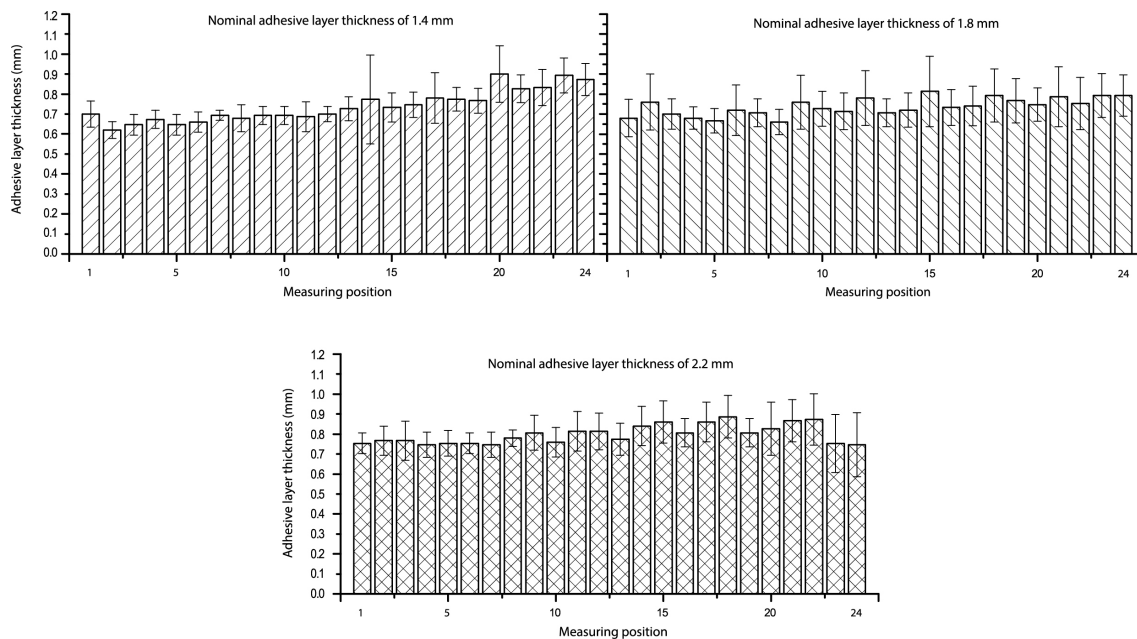 Nominal adhesive layer thickness of 1.4 mm
Adhesive layer thickness (mm)
1.2
1.1
1.0
0.9
0.8
0.7
0.6
0.5
0.4
0.3
0.2
0.1
0.0
1 5 10 15 20 24
Measuring position
Nominal adhesive layer thickness of 1.8 mm
1 5 10 15 20 24
Measuring position
Nominal adhesive layer thickness of 2.2 mm
Adhesive layer thickness (mm)
1.2
1.1
1.0
0.9
0.8
0.7
0.6
0.5
0.4
0.3
0.2
0.1
0.0
1 5 10 15 20 24
Measuring position